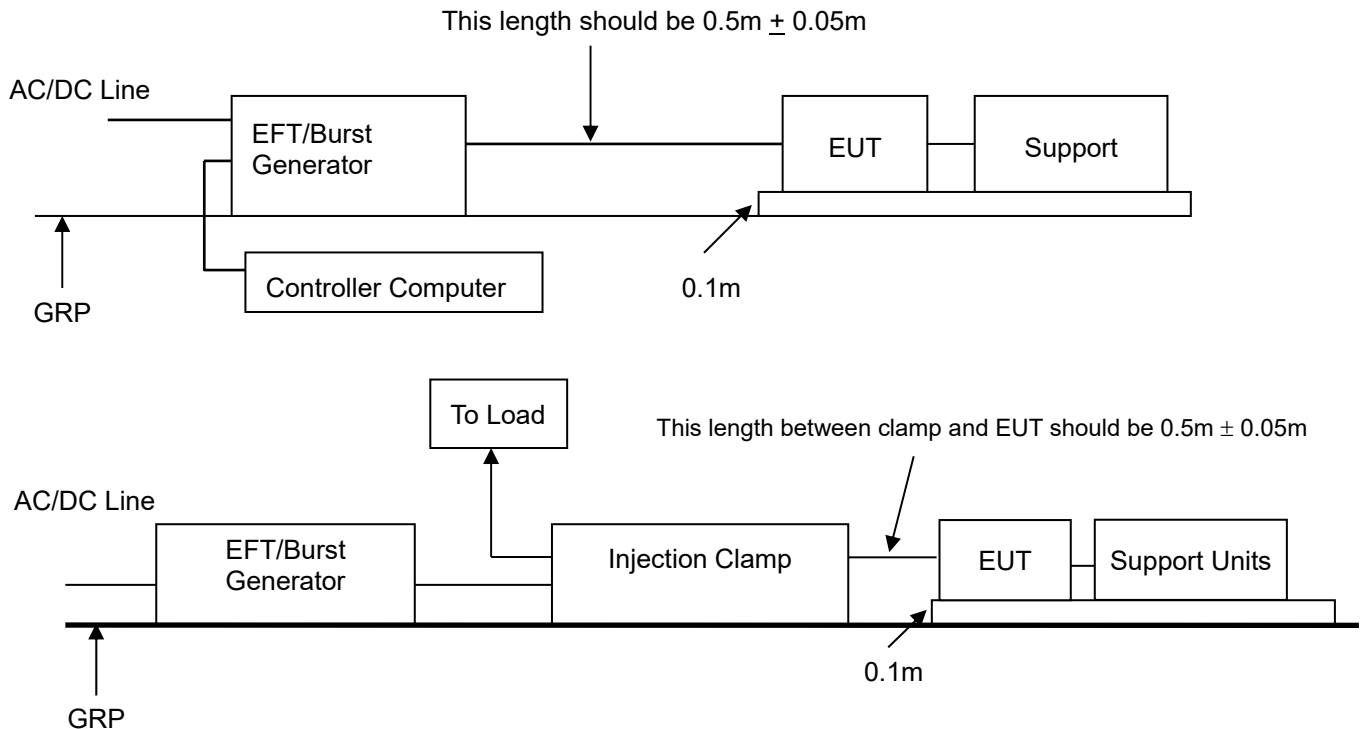 This length should be 0.5m ± 0.05m
AC/DC Line
EFT/Burst
Generator
EUT
Support
0.1m
Controller Computer
GRP
To Load
This length between clamp and EUT should be 0.5m ± 0.05m
AC/DC Line
EFT/Burst
Generator
Injection Clamp
EUT
Support Units
0.1m
GRP